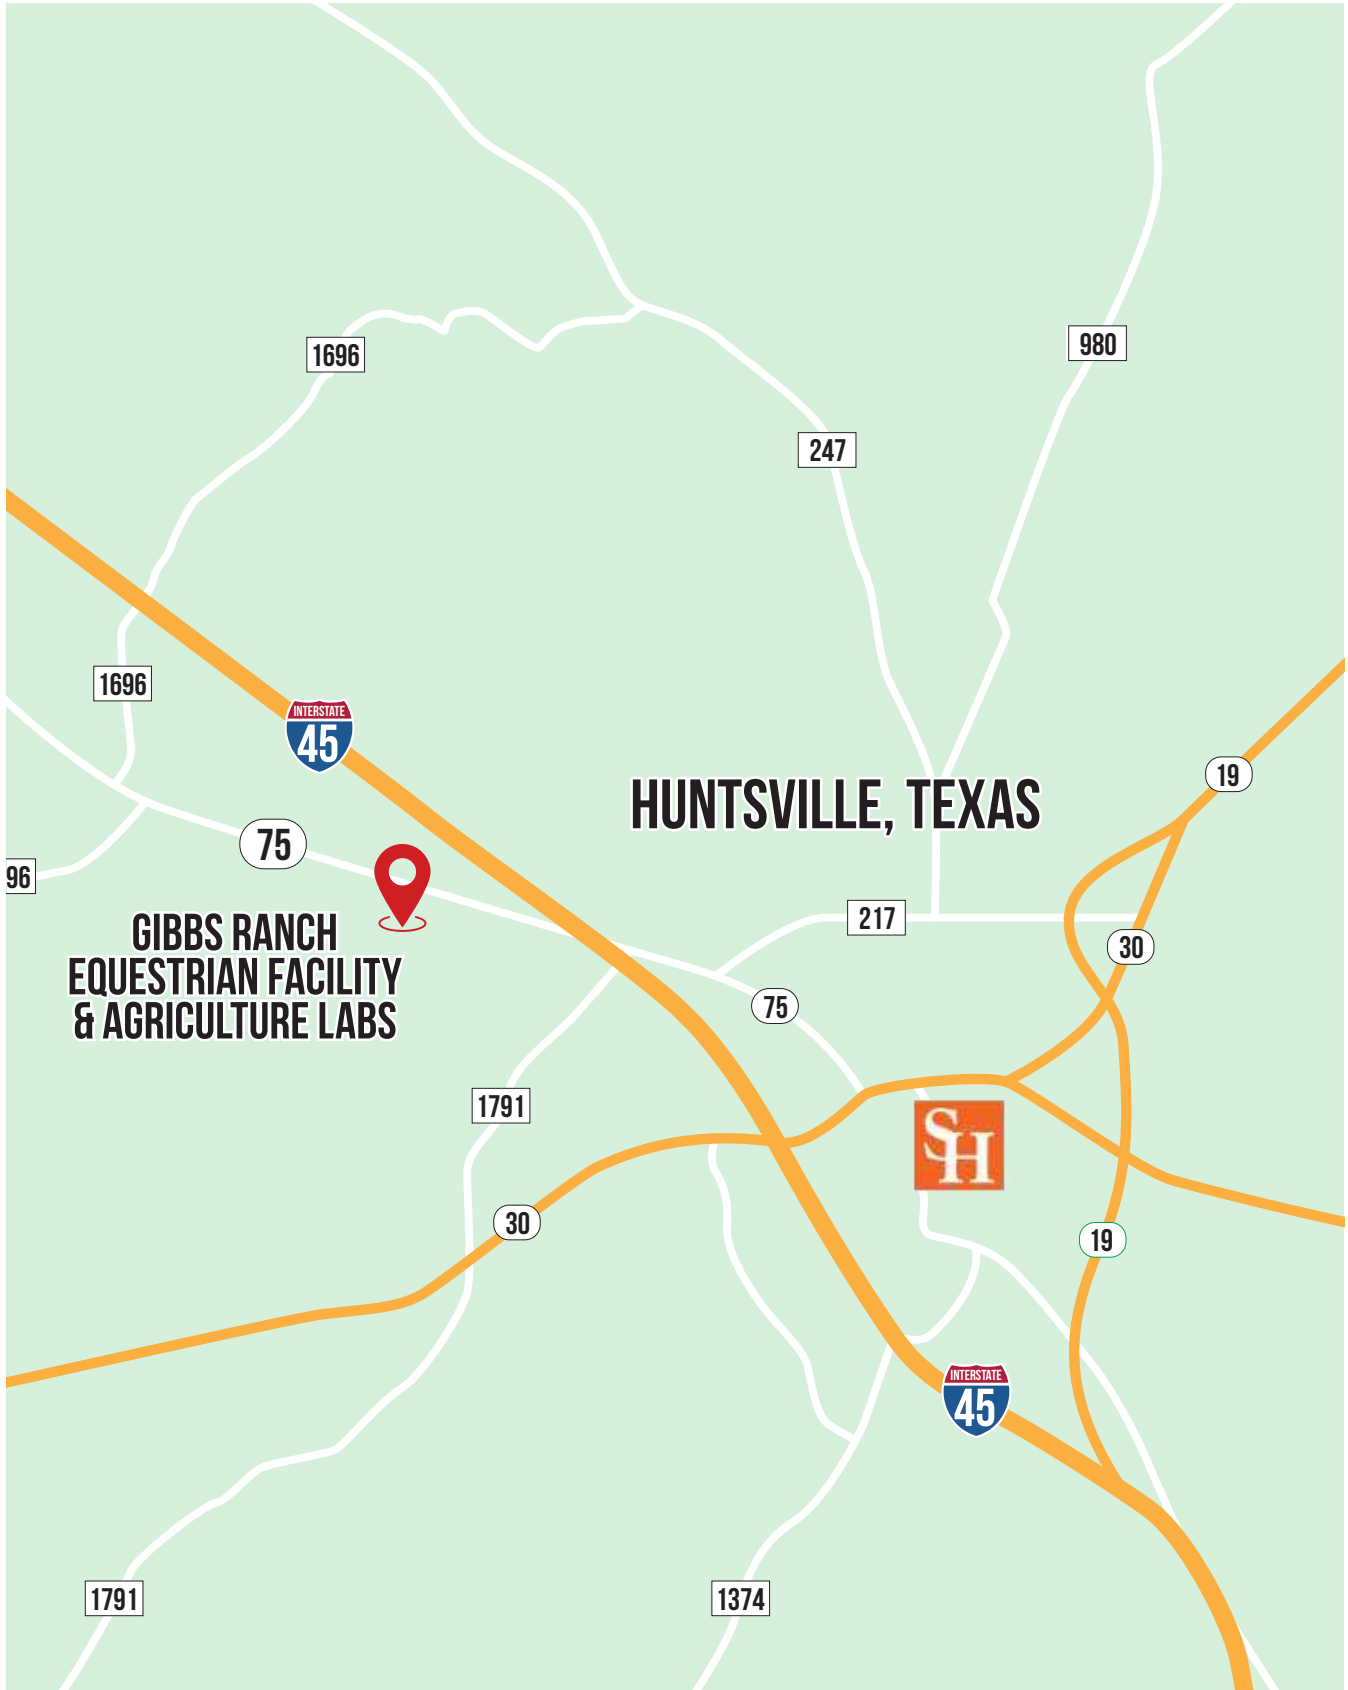 1696
980
247
1696
INTERSTATE
45
19
HUNTSVILLE, TEXAS
75
96
217
GIBBS RANCH
EQUESTRIAN FACILITY
& AGRICULTURE LABS
30
75
1791
SH
30
19
INTERSTATE
45
1791
1374